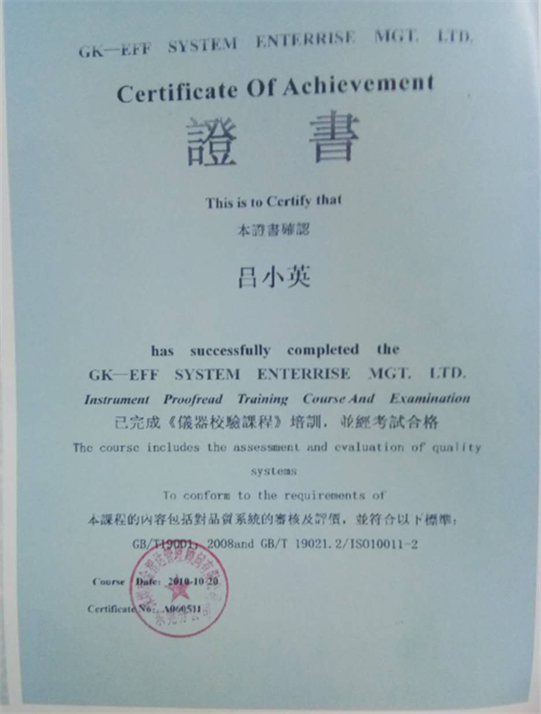 GK—EFF SYSTEM ENTERRISE MGT. LTD.
Certificate Of Achievement
證 書
This is to Certify that
本證書確認
吕小英
has successfully completed the
GK—EFF SYSTEM ENTERRISE MGT. LTD.
Instrument Proofread Training Course And Examination
已完成《儀器校驗課程》培訓，並經考試合格
The course includes the assessment and evaluation of quality
systems
To conform to the requirements of
本課程的內容包括對品質系統的審核及評價，並符合以下標準：
GB/T19001：2008and GB/T 19021.2/ISO10011-2
Course Date：2010-10-20
Certificate No：A060511